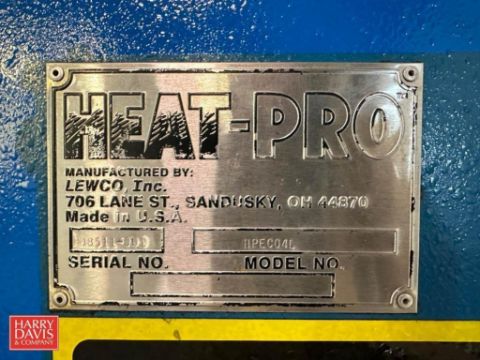 HEAT-PRO
MANUFACTURED BY:
LEWCO, Inc.
706 LANE ST., SANDUSKY, OH 44870
Made in U.S.A.
SERIAL NO. MODEL NO.
HARRY
DAVIS
& COMPANY